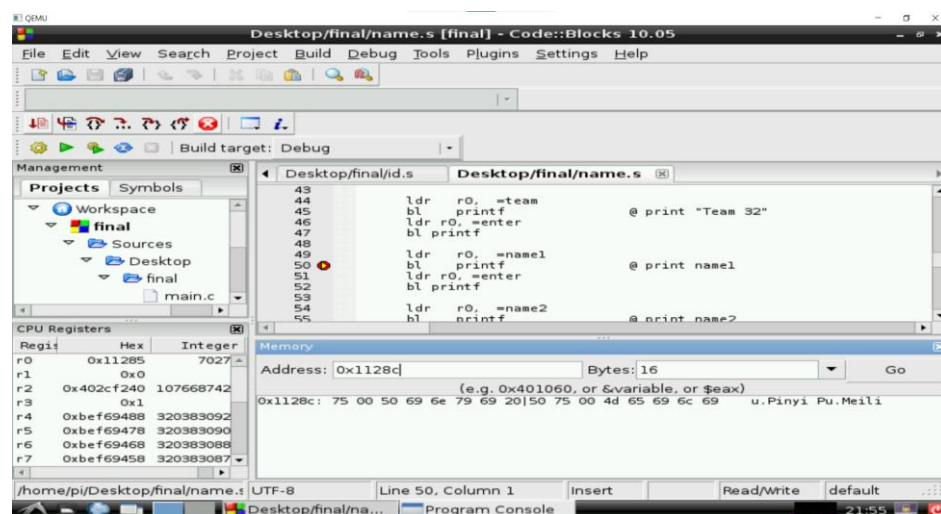 QEMU
Desktop/final/name.s [final] - Code::Blocks 10.05
File Edit View Search Project Build Debug Tools Plugins Settings Help
Build target: Debug
Management
Projects Symbols
Workspace
final
Sources
Desktop
final
main.c
Desktop/final/id.s Desktop/final/name.s
43
44 ldr r0, =team
45 bl printf @ print "Team 32"
46 ldr r0, =enter
47 bl printf
48
49 ldr r0, =name1
50 bl printf @ print name1
51 ldr r0, =enter
52 bl printf
53
54 ldr r0, =name2
55 bl printf @ print name2
CPU Registers
Regis Hex Integer
r0 0x11285 7027
r1 0x0
r2 0x402cf240 107668742
r3 0x1
r4 0xbef69488 320383092
r5 0xbef69478 320383090
r6 0xbef69468 320383088
r7 0xbef69458 320383087
Memory
Address: 0x1128c Bytes: 16 Go
(e.g. 0x401060, or &variable, or $eax)
0x1128c: 75 00 50 69 6e 79 69 20|50 75 00 4d 65 69 6c 69 u.Pinyi Pu.Meili
/home/pi/Desktop/final/name.s UTF-8 Line 50, Column 1 Insert Read/Write default
Desktop/final/na... Program Console 21:55